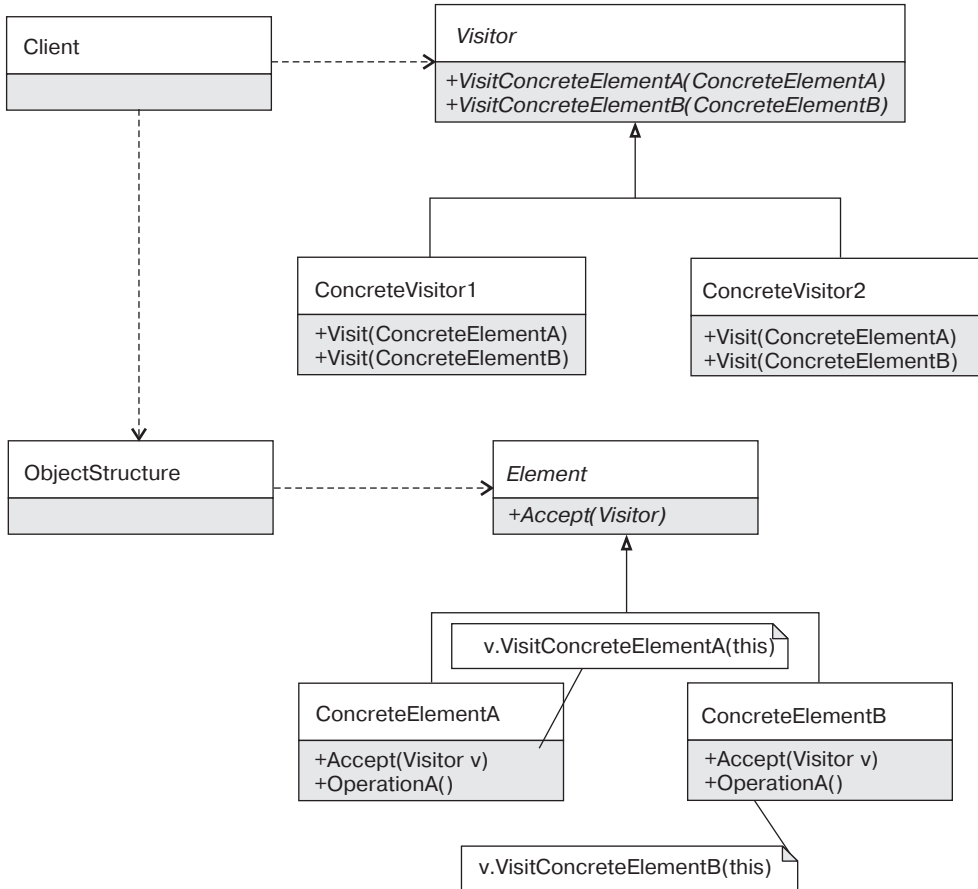 Client
Visitor
+VisitConcreteElementA(ConcreteElementA)
+VisitConcreteElementB(ConcreteElementB)
ConcreteVisitor1
+Visit(ConcreteElementA)
+Visit(ConcreteElementB)
ConcreteVisitor2
+Visit(ConcreteElementA)
+Visit(ConcreteElementB)
ObjectStructure
Element
+Accept(Visitor)
v.VisitConcreteElementA(this)
ConcreteElementA
+Accept(Visitor v)
+OperationA()
ConcreteElementB
+Accept(Visitor v)
+OperationA()
v.VisitConcreteElementB(this)